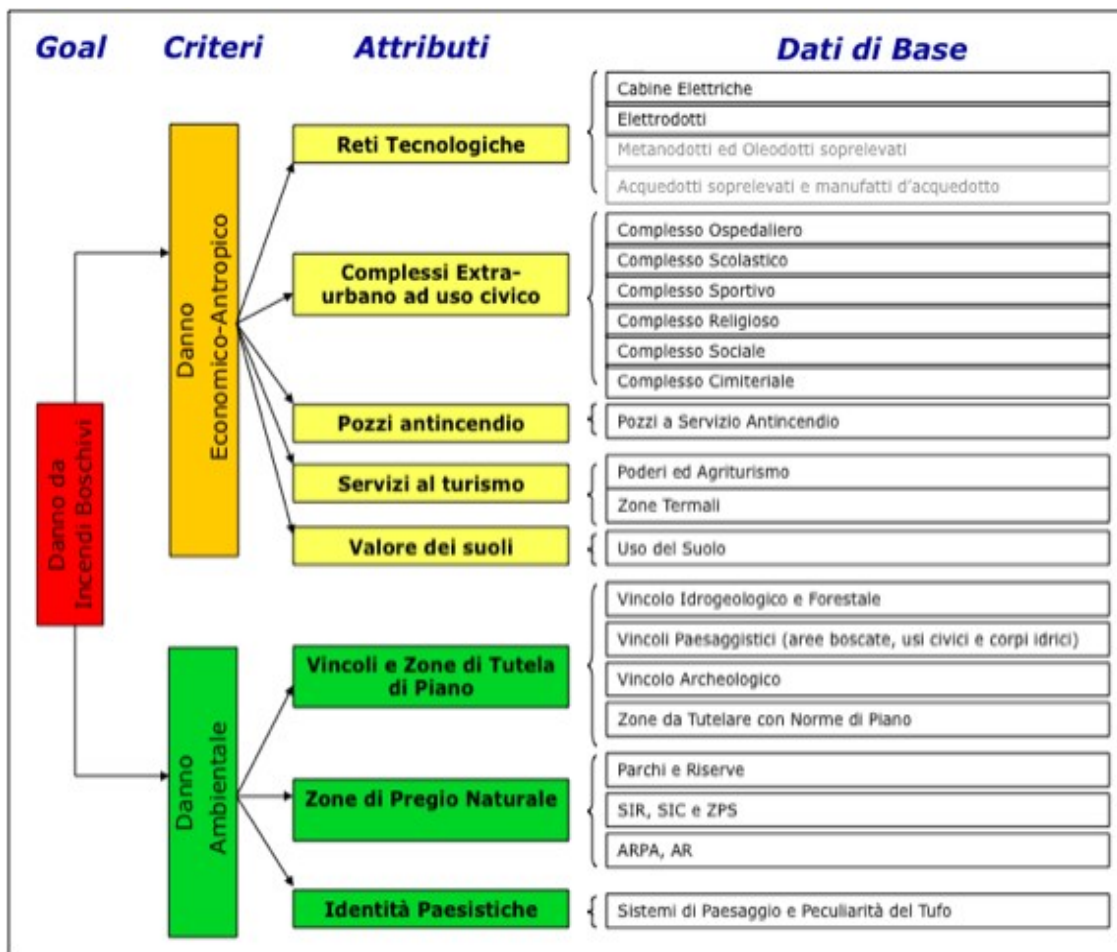 Goal
Criteri
Attributi
Dati di Base
Danno da
Incendi Boschivi
Danno
Economico-Antropico
Reti Tecnologiche
Cabine Elettriche
Elettrodotti
Metanodotti ed Oleodotti soprelevati
Acquedotti soprelevati e manufatti d'acquedotto
Complessi Extra-
urbano ad uso civico
Complesso Ospedaliero
Complesso Scolastico
Complesso Sportivo
Complesso Religioso
Complesso Sociale
Complesso Cimiteriale
Pozzi antincendio
Pozzi a Servizio Antincendio
Servizi al turismo
Poderi ed Agriturismo
Zone Termali
Valore dei suoli
Uso del Suolo
Danno
Ambientale
Vincoli e Zone di Tutela
di Piano
Vincolo Idrogeologico e Forestale
Vincoli Paesaggistici (aree boscate, usi civici e corpi idrici)
Vincolo Archeologico
Zone da Tutelare con Norme di Piano
Zone di Pregio Naturale
Parchi e Riserve
SIR, SIC e ZPS
ARPA, AR
Identità Paesistiche
Sistemi di Paesaggio e Peculiarità del Tufo